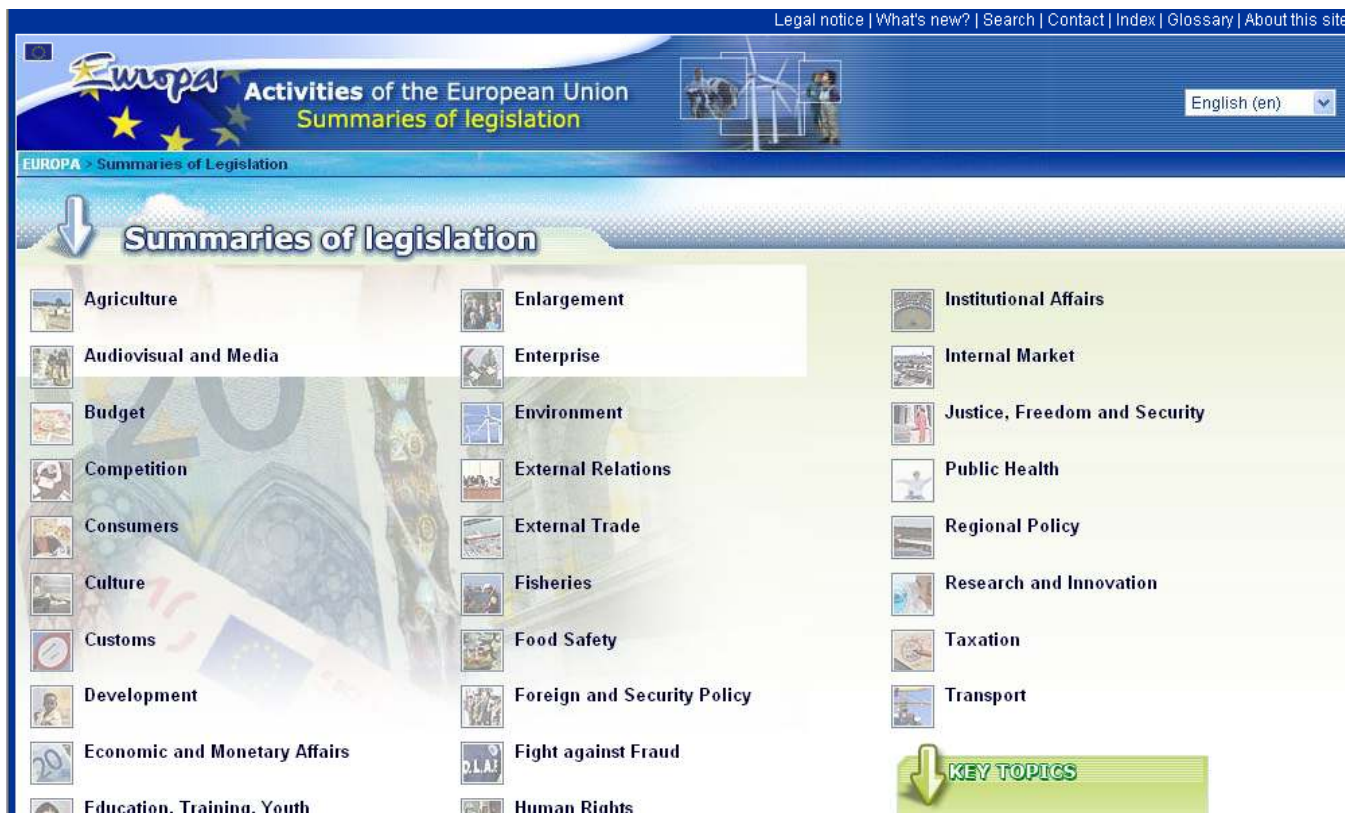 Legal notice | What's new? | Search | Contact | Index | Glossary | About this site
Europa
Activities of the European Union
Summaries of legislation
English (en)
EUROPA > Summaries of Legislation
Summaries of legislation
Agriculture
Audiovisual and Media
Budget
Competition
Consumers
Culture
Customs
Development
Economic and Monetary Affairs
Education, Training, Youth
Enlargement
Enterprise
Environment
External Relations
External Trade
Fisheries
Food Safety
Foreign and Security Policy
Fight against Fraud
Human Rights
Institutional Affairs
Internal Market
Justice, Freedom and Security
Public Health
Regional Policy
Research and Innovation
Taxation
Transport
KEY TOPICS
20
20
O.L.A.F